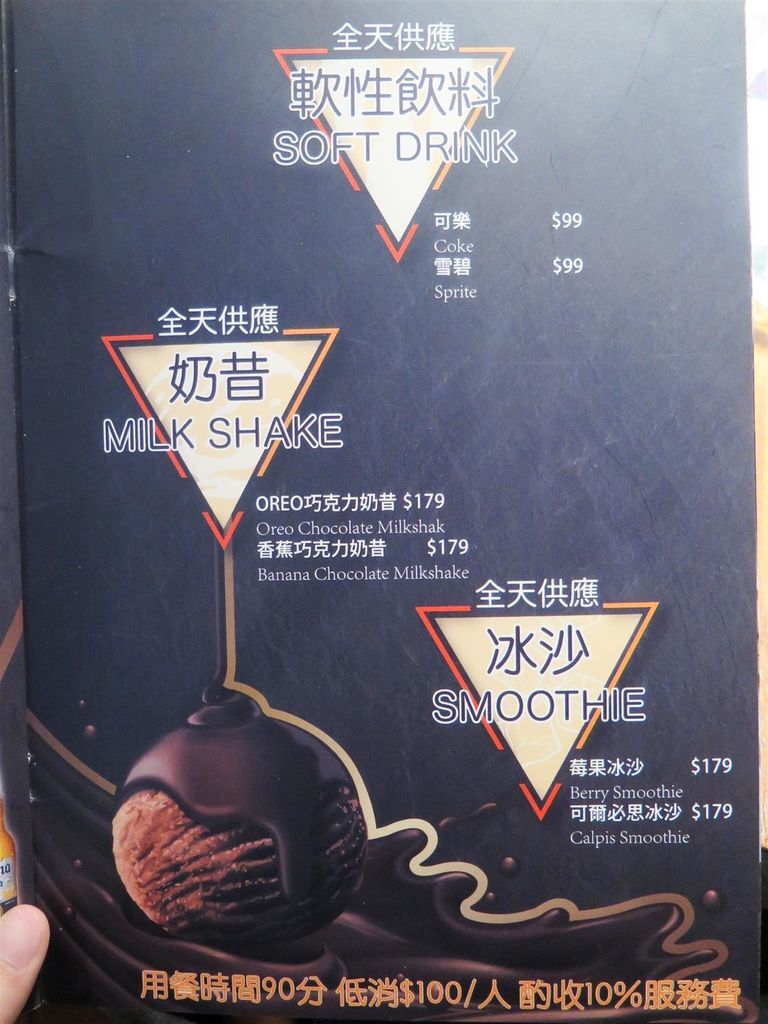 全天供應
軟性飲料
SOFT DRINK
可樂 $99
Coke
雪碧 $99
Sprite
全天供應
奶昔
MILK SHAKE
OREO巧克力奶昔 $179
Oreo Chocolate Milkshak
香蕉巧克力奶昔 $179
Banana Chocolate Milkshake
全天供應
冰沙
SMOOTHIE
莓果冰沙 $179
Berry Smoothie
可爾必思冰沙 $179
Calpis Smoothie
用餐時間90分 低消$100/人 酌收10%服務費